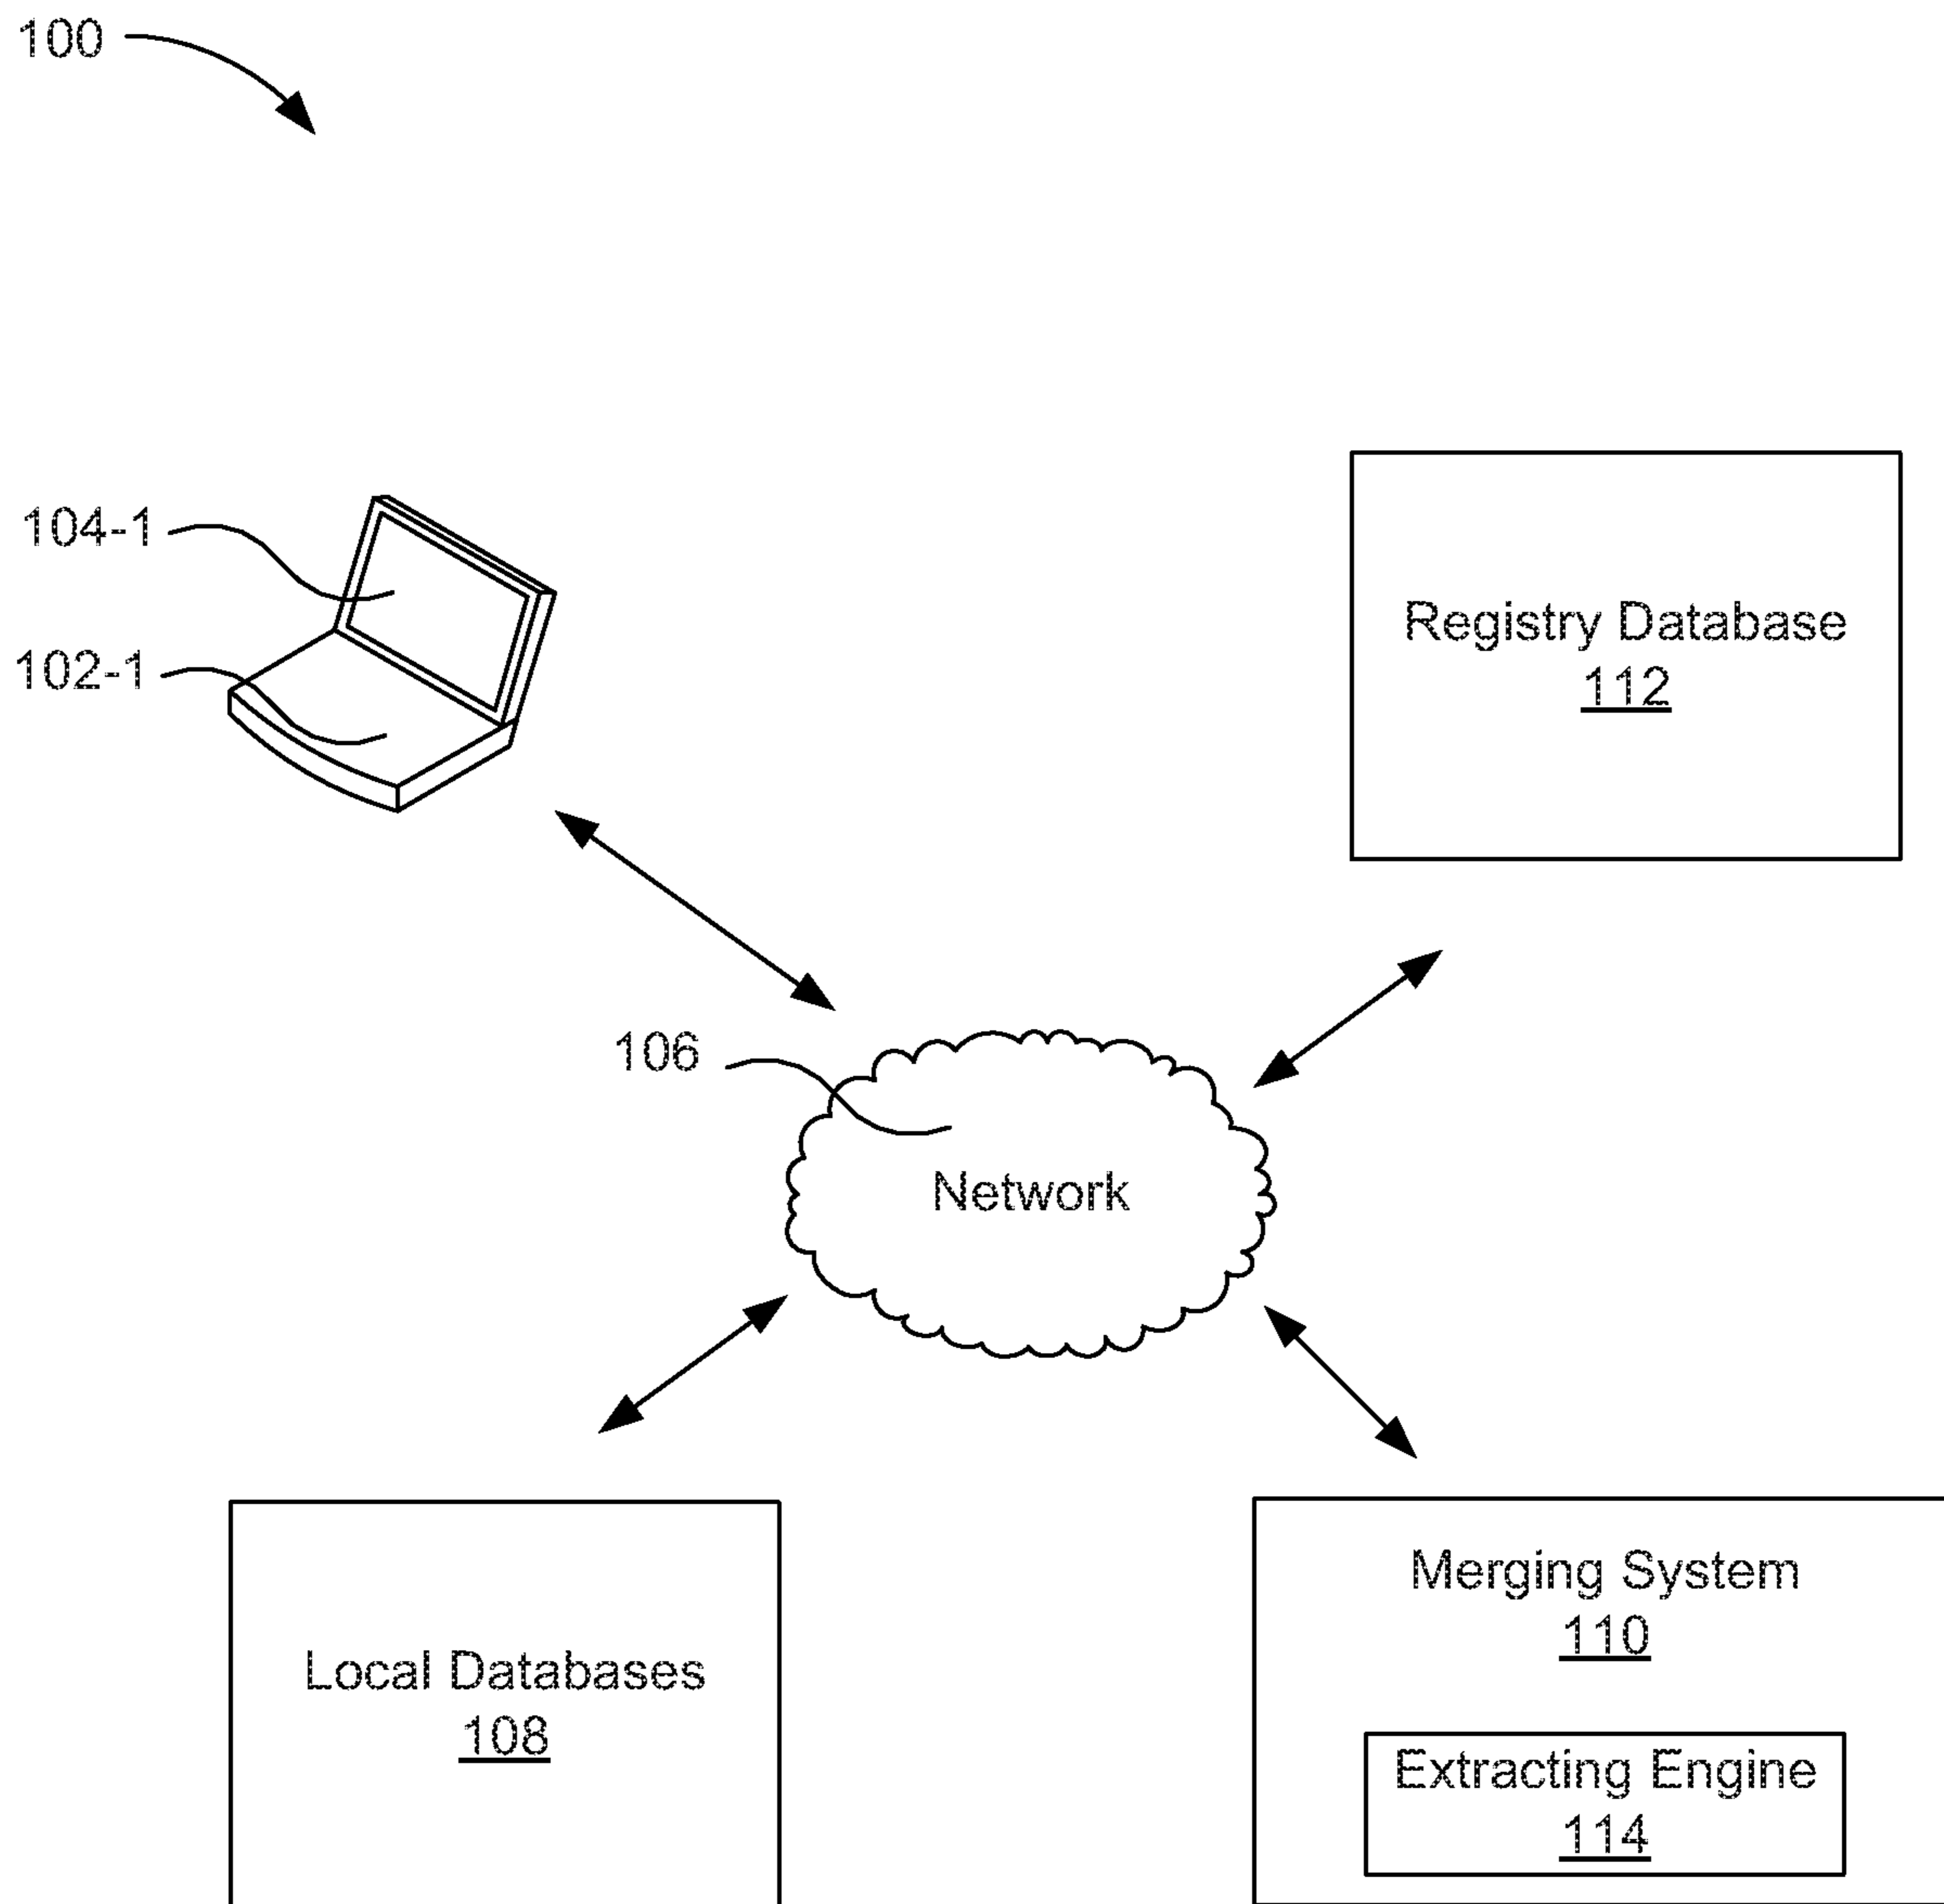 100
104-1
102-1
Registry Database
112
106
Network
Local Databases
108
Merging System
110
Extracting Engine
114